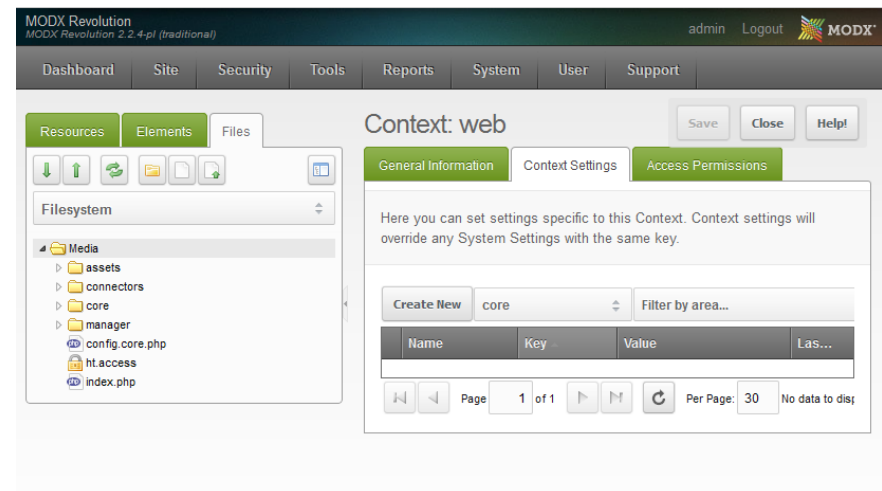 MODX Revolution
MODX Revolution 2.2.4-pl (traditional)
admin Logout MODX
Dashboard Site Security Tools Reports System User Support
Resources Elements Files
Filesystem
Media
assets
connectors
core
manager
config.core.php
ht.access
index.php
Context: web
Save Close Help!
General Information Context Settings Access Permissions
Here you can set settings specific to this Context. Context settings will
override any System Settings with the same key.
Create New core Filter by area...
Name Key Value Las...
Page 1 of 1 Per Page: 30 No data to disp